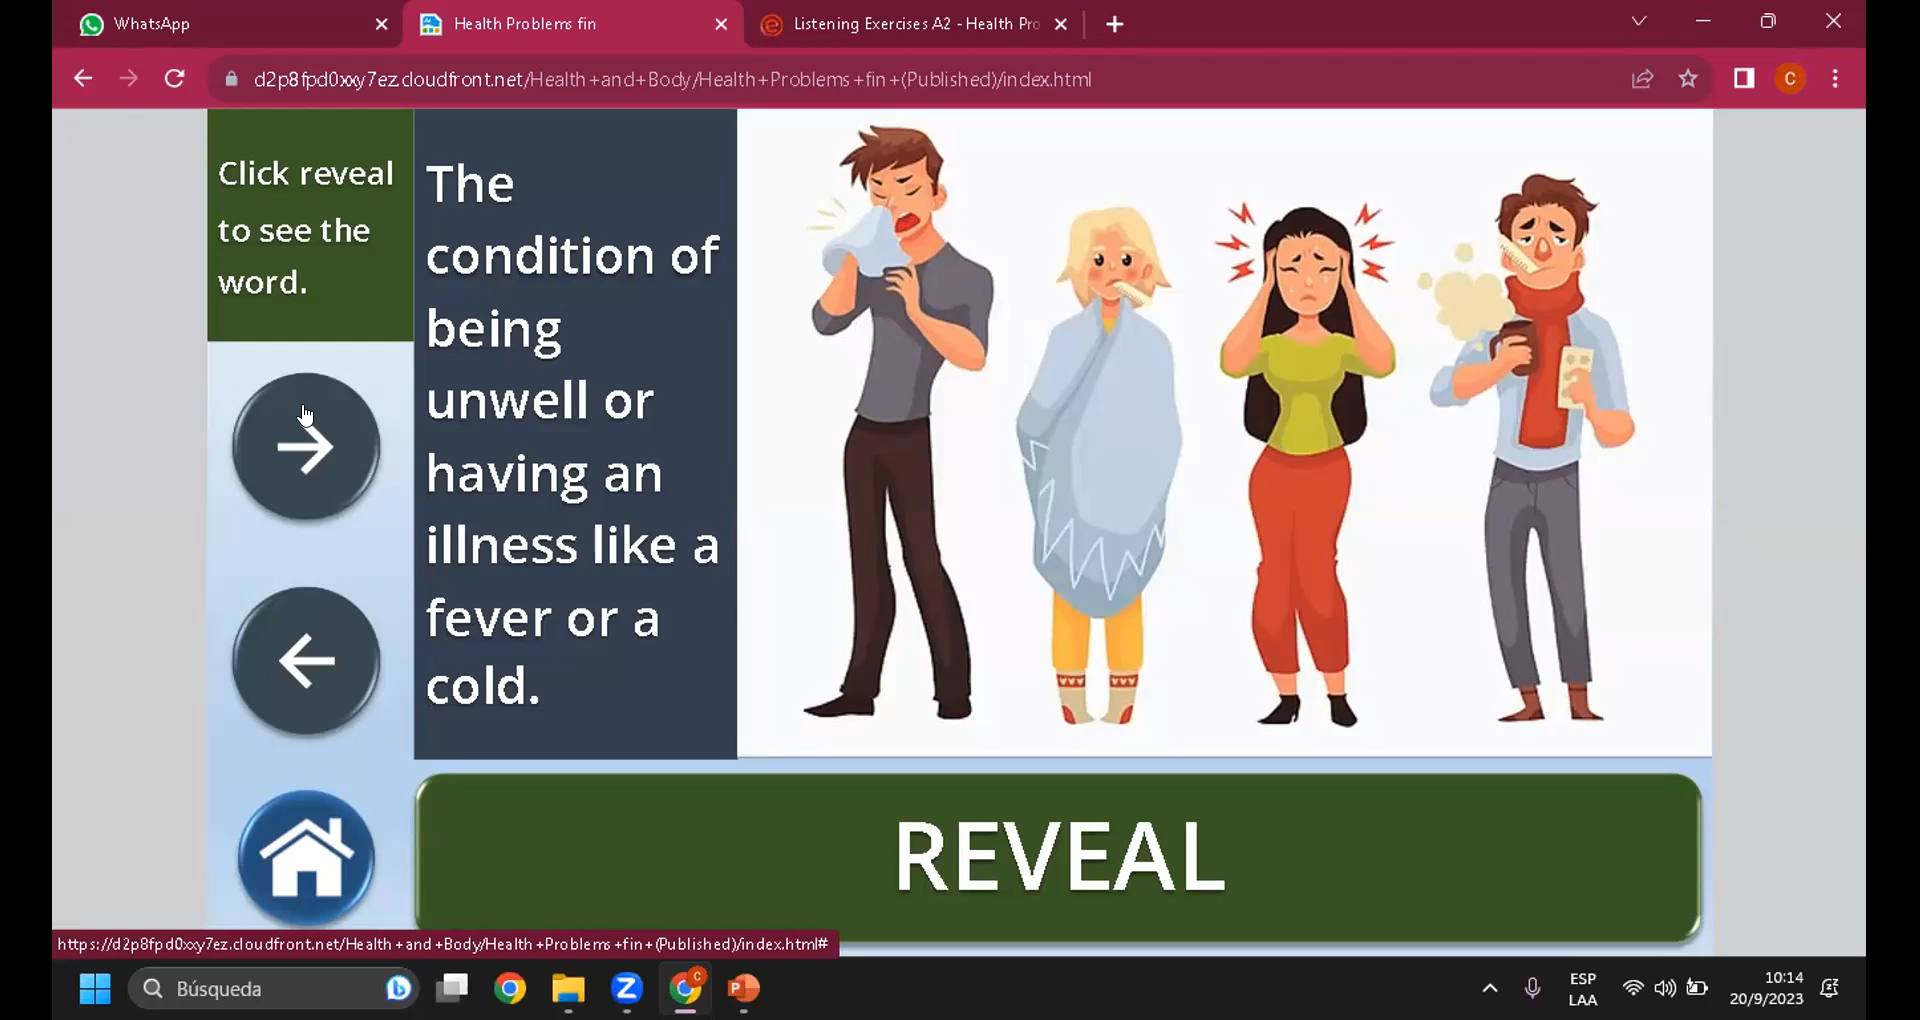 WhatsApp
Health Problems fin
Listening Exercises A2 - Health Pro
d2p8fpd0xxy7ez.cloudfront.net/Health+and+Body/Health+Problems+fin+(Published)/index.html
C
Click reveal
to see the
word.
The
condition of
being
unwell or
having an
illness like a
fever or a
cold.
REVEAL
https://d2p8fpd0xxy7ez.cloudfront.net/Health+and+Body/Health+Problems+fin+(Published)/index.html#
Búsqueda
C
ESP
LAA
10:14
20/9/2023